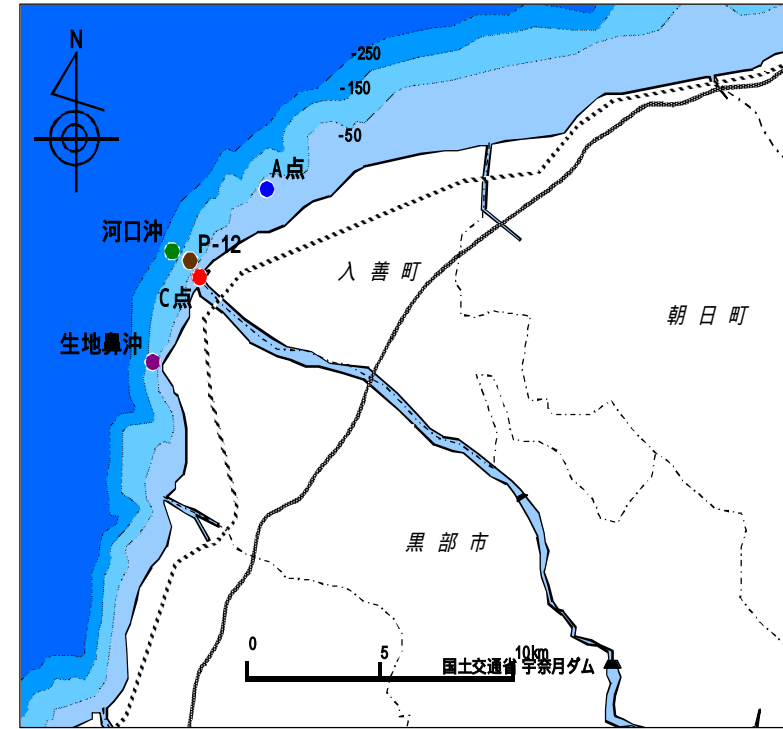 N
-250
-150
-50
A点
河口沖
P-12
C点
入善町
朝日町
生地鼻沖
黒部市
0
5
10km
国土交通省 宇奈月ダム